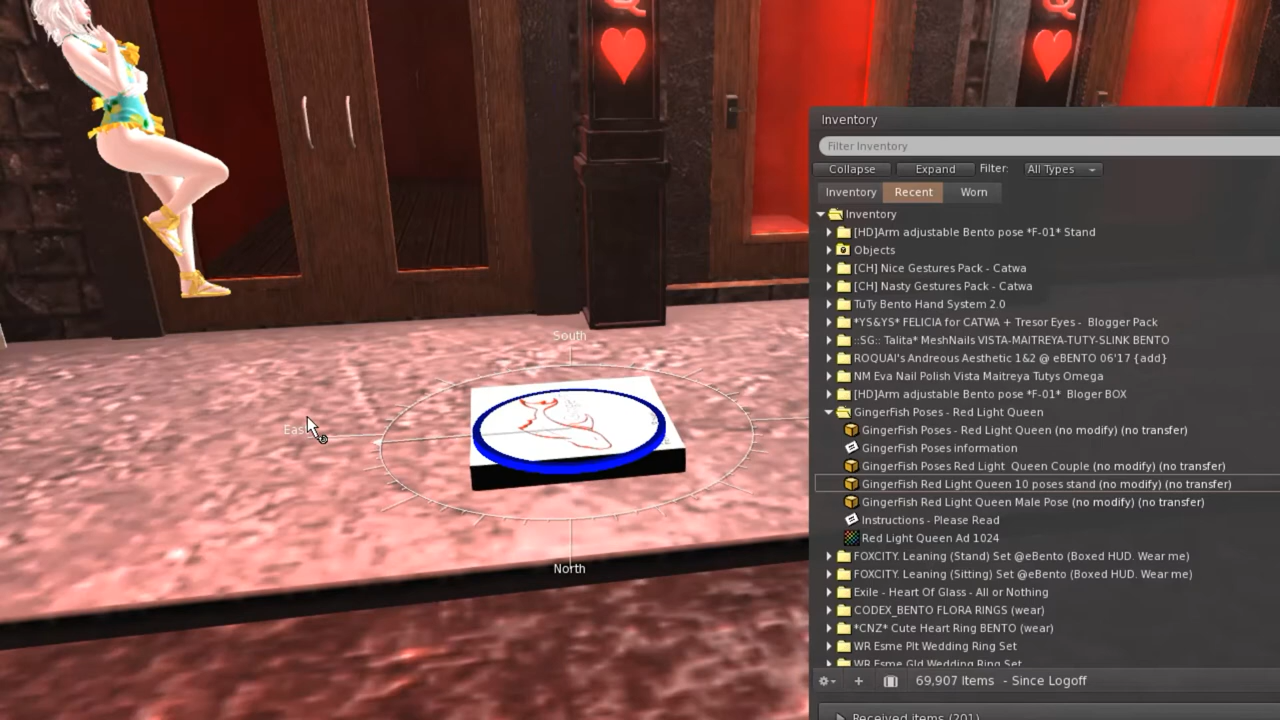 Q
Q
South
East
North
Inventory
Filter Inventory
Collapse Expand Filter: All Types
Inventory Recent Worn
Inventory
[HD]Arm adjustable Bento pose *F-01* Stand
Objects
[CH] Nice Gestures Pack - Catwa
[CH] Nasty Gestures Pack - Catwa
TuTy Bento Hand System 2.0
*YS&YS* FELICIA for CATWA + Tresor Eyes - Blogger Pack
::SG:: Talita* MeshNails VISTA-MAITREYA-TUTY-SLINK BENTO
ROQUAI's Andreous Aesthetic 1&2 @ eBENTO 06'17 {add}
NM Eva Nail Polish Vista Maitreya Tutys Omega
[HD]Arm adjustable Bento pose *F-01* Bloger BOX
GingerFish Poses - Red Light Queen
GingerFish Poses - Red Light Queen (no modify) (no transfer)
GingerFish Poses information
GingerFish Poses Red Light Queen Couple (no modify) (no transfer)
GingerFish Red Light Queen 10 poses stand (no modify) (no transfer)
GingerFish Red Light Queen Male Pose (no modify) (no transfer)
Instructions - Please Read
Red Light Queen Ad 1024
FOXCITY. Leaning (Stand) Set @eBento (Boxed HUD. Wear me)
FOXCITY. Leaning (Sitting) Set @eBento (Boxed HUD. Wear me)
Exile - Heart Of Glass - All or Nothing
CODEX_BENTO FLORA RINGS (wear)
*CNZ* Cute Heart Ring BENTO (wear)
WR Esme Plt Wedding Ring Set
WR Esme Gld Wedding Ring Set
69,907 Items - Since Logoff
Received items (201)